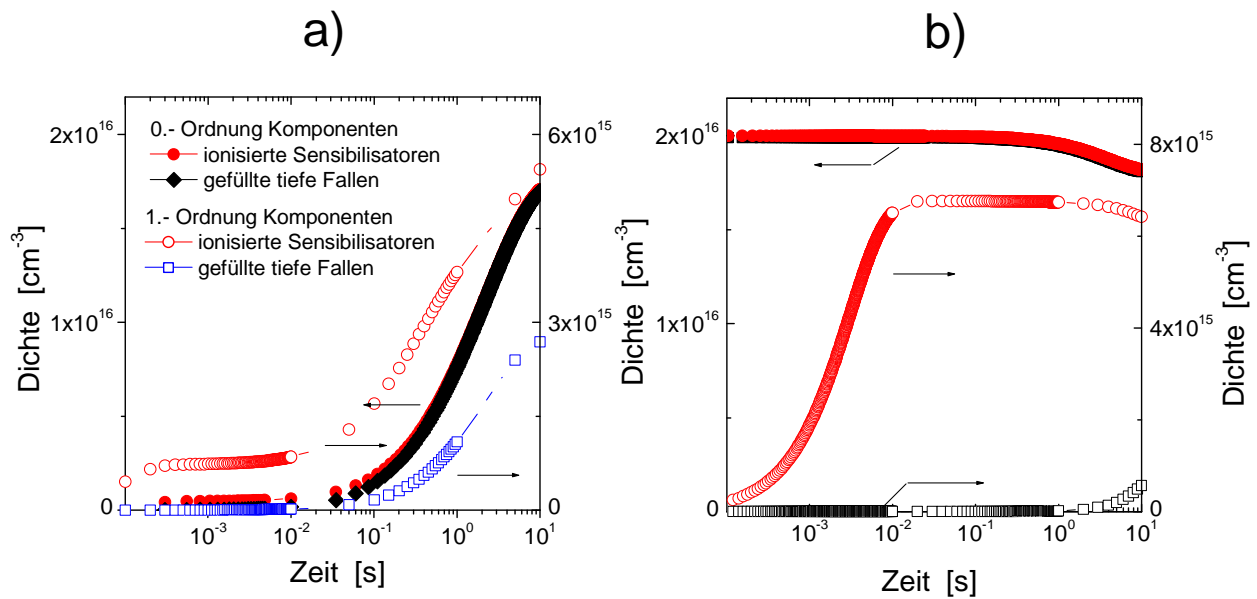 a)
b)
0.- Ordnung Komponenten
ionisierte Sensibilisatoren
gefüllte tiefe Fallen
1.- Ordnung Komponenten
ionisierte Sensibilisatoren
gefüllte tiefe Fallen
2x10^16
1x10^16
0
Dichte [cm^-3]
6x10^15
3x10^15
0
Dichte [cm^-3]
10^-3 10^-2 10^-1 10^0 10^1
Zeit [s]
2x10^16
1x10^16
0
8x10^15
4x10^15
0
Dichte [cm^-3]
10^-3 10^-2 10^-1 10^0 10^1
Zeit [s]